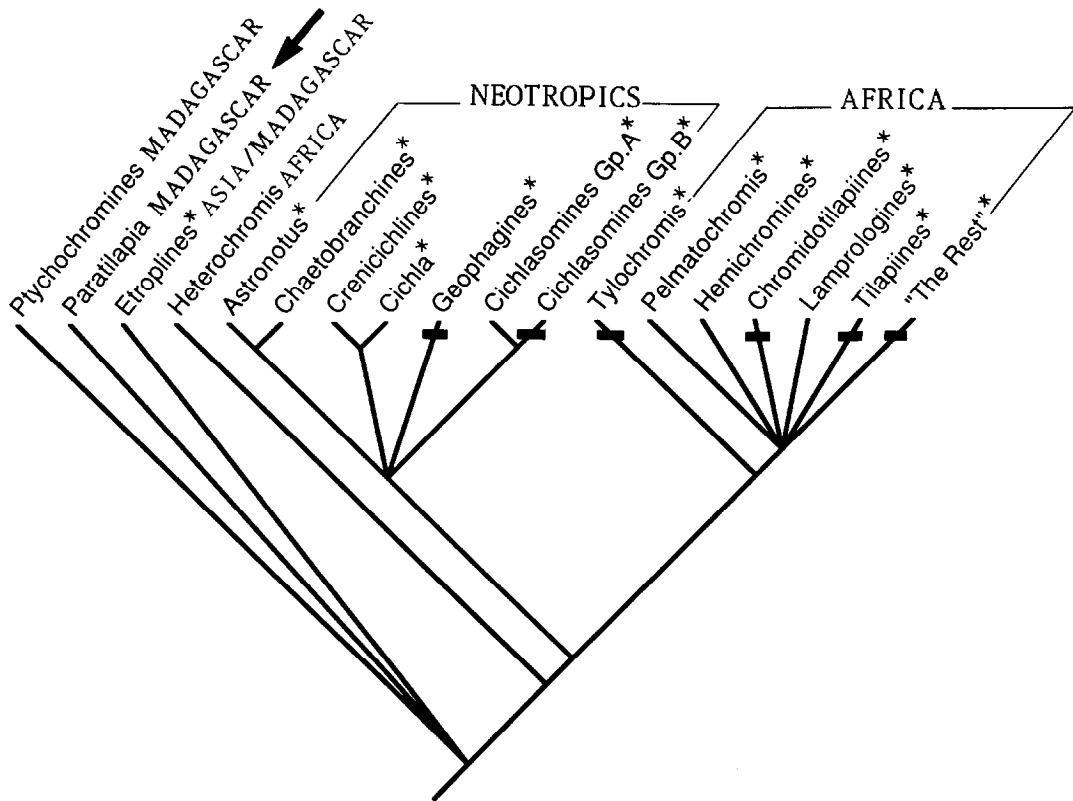 Ptychochromines MADAGASCAR
Paratilapia MADAGASCAR
Etroplines* ASIA/MADAGASCAR
Heterochromis AFRICA
NEOTROPICS
Astronotus*
Chaetobranchines*
Crenicichlines*
Cichla*
Geophagines*
Cichlasomines Gp.A*
Cichlasomines Gp.B*
AFRICA
Tylochromis*
Pelmatochromis*
Hemichromines*
Chromidotilapiines*
Lamprologines*
Tilapiines*
"The Rest"*